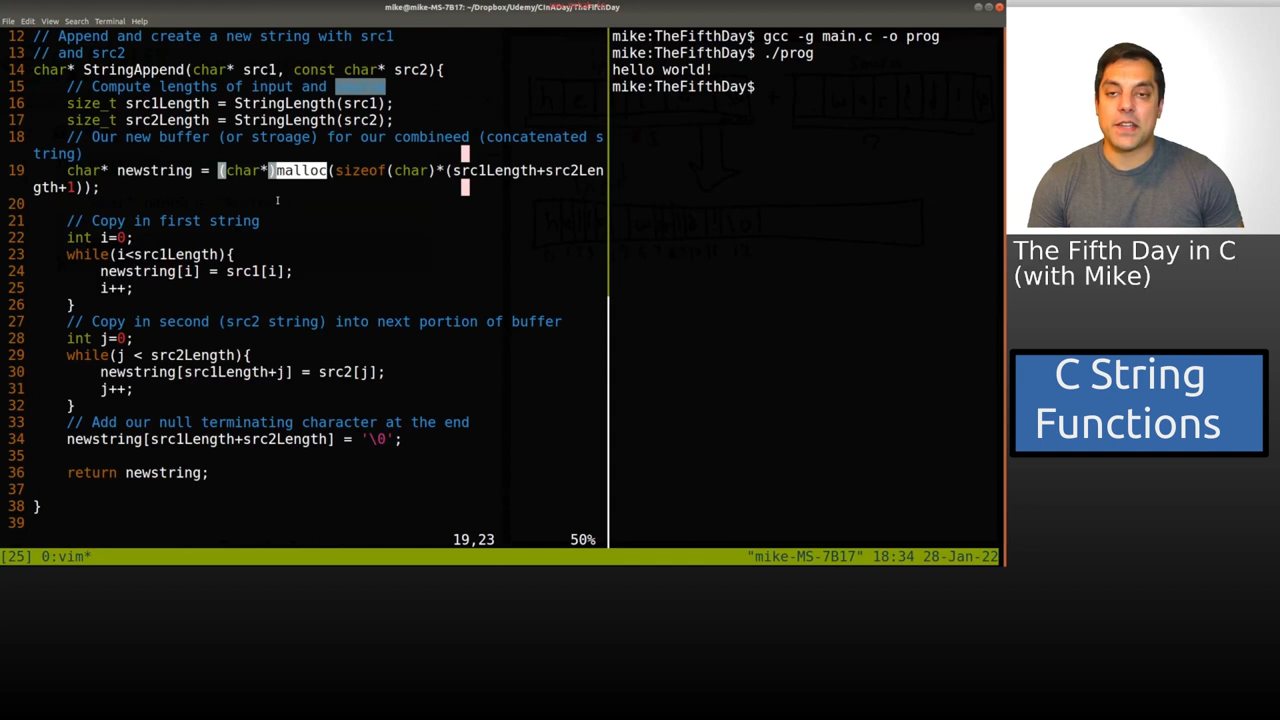 mike@mike-MS-7B17: ~/Dropbox/Udemy/CInADay/TheFifthDay
File Edit View Search Terminal Help
12 // Append and create a new string with src1
13 // and src2
14 char* StringAppend(char* src1, const char* src2){
15     // Compute lengths of input and
16     size_t src1Length = StringLength(src1);
17     size_t src2Length = StringLength(src2);
18     // Our new buffer (or stroage) for our combineed (concatenated s
tring)
19     char* newstring = (char*)malloc(sizeof(char)*(src1Length+src2Len
gth+1));
20
21     // Copy in first string
22     int i=0;
23     while(i<src1Length){
24         newstring[i] = src1[i];
25         i++;
26     }
27     // Copy in second (src2 string) into next portion of buffer
28     int j=0;
29     while(j < src2Length){
30         newstring[src1Length+j] = src2[j];
31         j++;
32     }
33     // Add our null terminating character at the end
34     newstring[src1Length+src2Length] = '\0';
35
36     return newstring;
37
38 }
39
19,23 50%
mike:TheFifthDay$ gcc -g main.c -o prog
mike:TheFifthDay$ ./prog
hello world!
mike:TheFifthDay$
[25] 0:vim* "mike-MS-7B17" 18:34 28-Jan-22
The Fifth Day in C
(with Mike)
C String
Functions